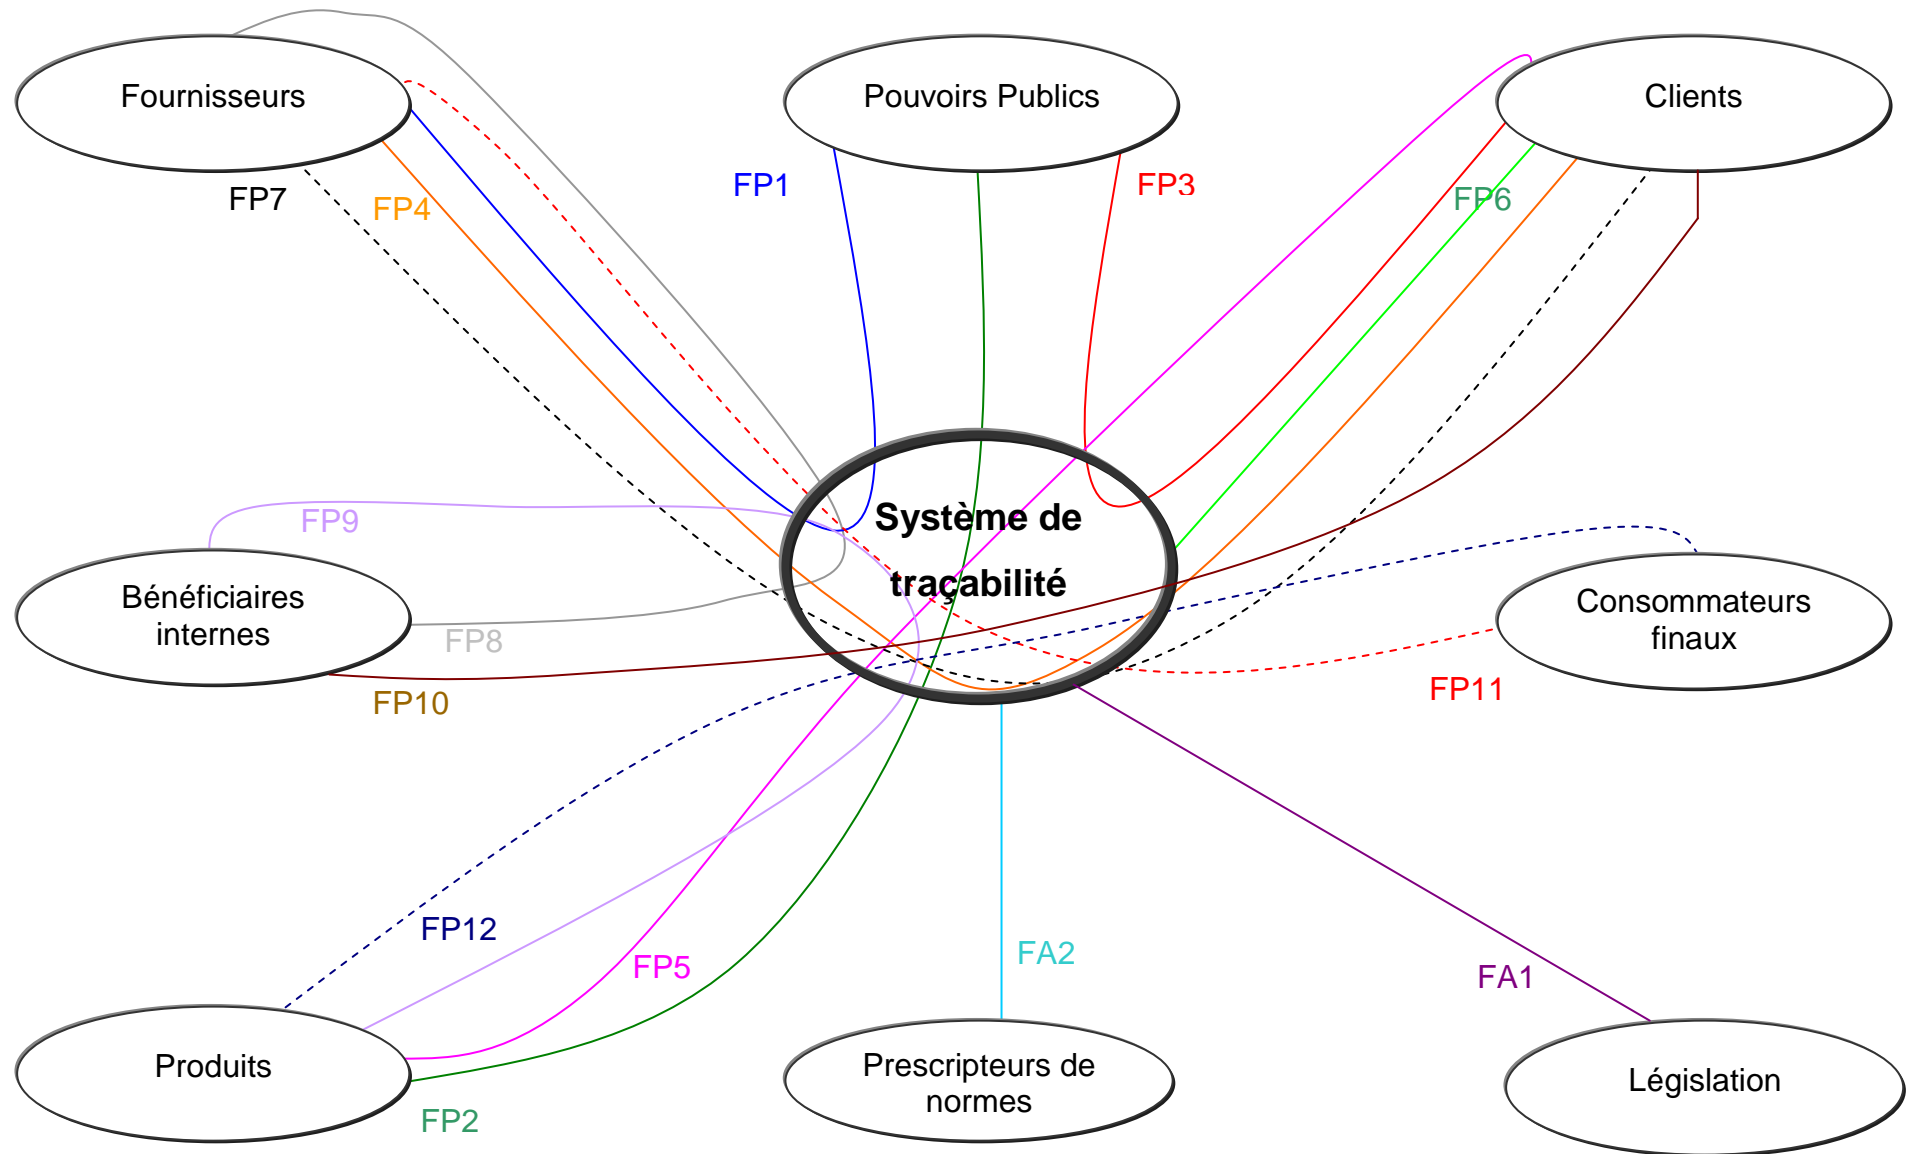 Fournisseurs
Pouvoirs Publics
Clients
FP7
FP4
FP1
FP3
FP6
Système de
traçabilité
FP9
Bénéficiaires
internes
FP8
FP10
Consommateurs
finaux
FP11
FP12
FP5
FA2
FA1
Produits
FP2
Prescripteurs de
normes
Législation